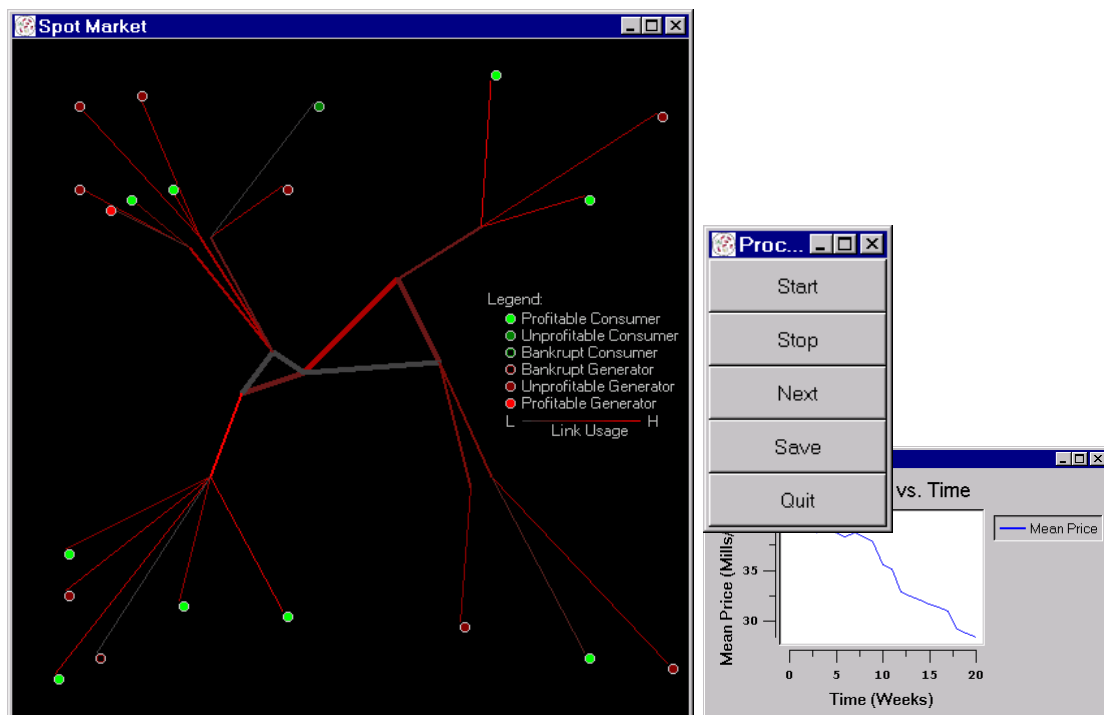 Spot Market
Legend:
Profitable Consumer
Unprofitable Consumer
Bankrupt Consumer
Bankrupt Generator
Unprofitable Generator
Profitable Generator
L H
Link Usage
Proc...
Start
Stop
Next
Save
Quit
vs. Time
Mean Price
Mean Price (Mills/
35
30
0 5 10 15 20
Time (Weeks)